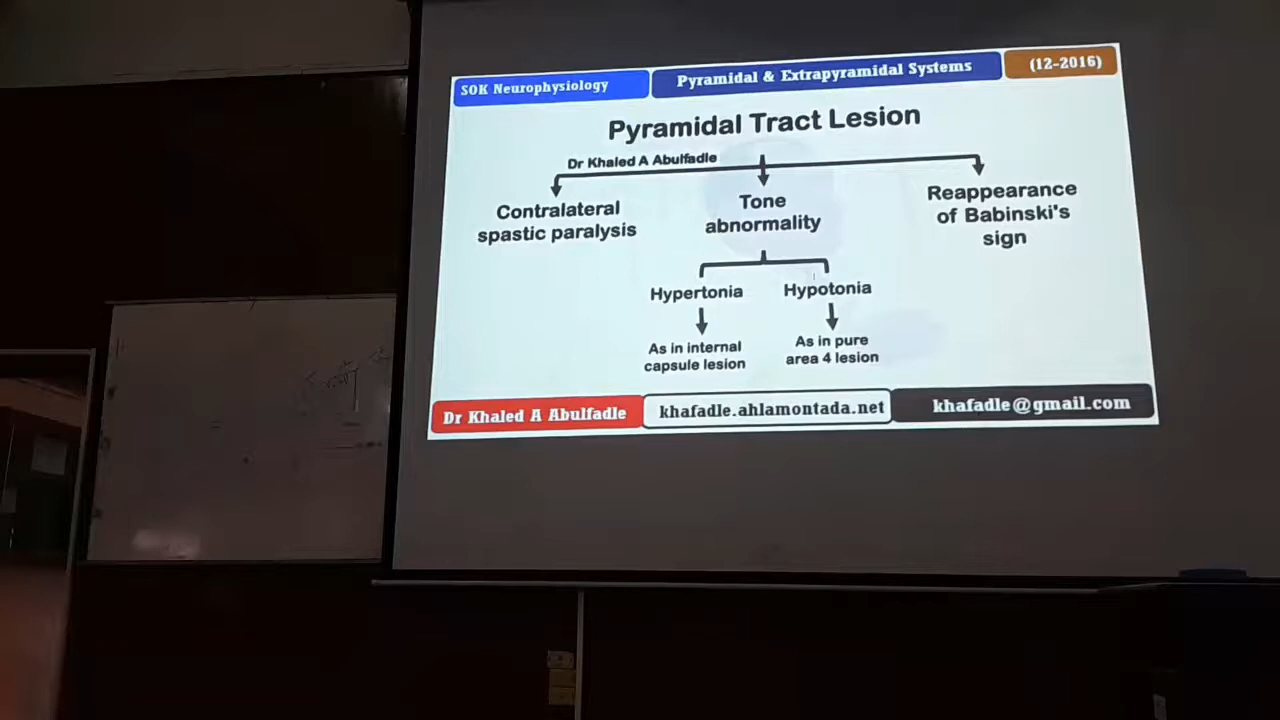 SOK Neurophysiology
Pyramidal & Extrapyramidal Systems
(12-2016)
Pyramidal Tract Lesion
Dr Khaled A Abulfadle
Contralateral
spastic paralysis
Tone
abnormality
Reappearance
of Babinski's
sign
Hypertonia
Hypotonia
As in internal
capsule lesion
As in pure
area 4 lesion
Dr Khaled A Abulfadle
khafadle.ahlamontada.net
khafadle@gmail.com